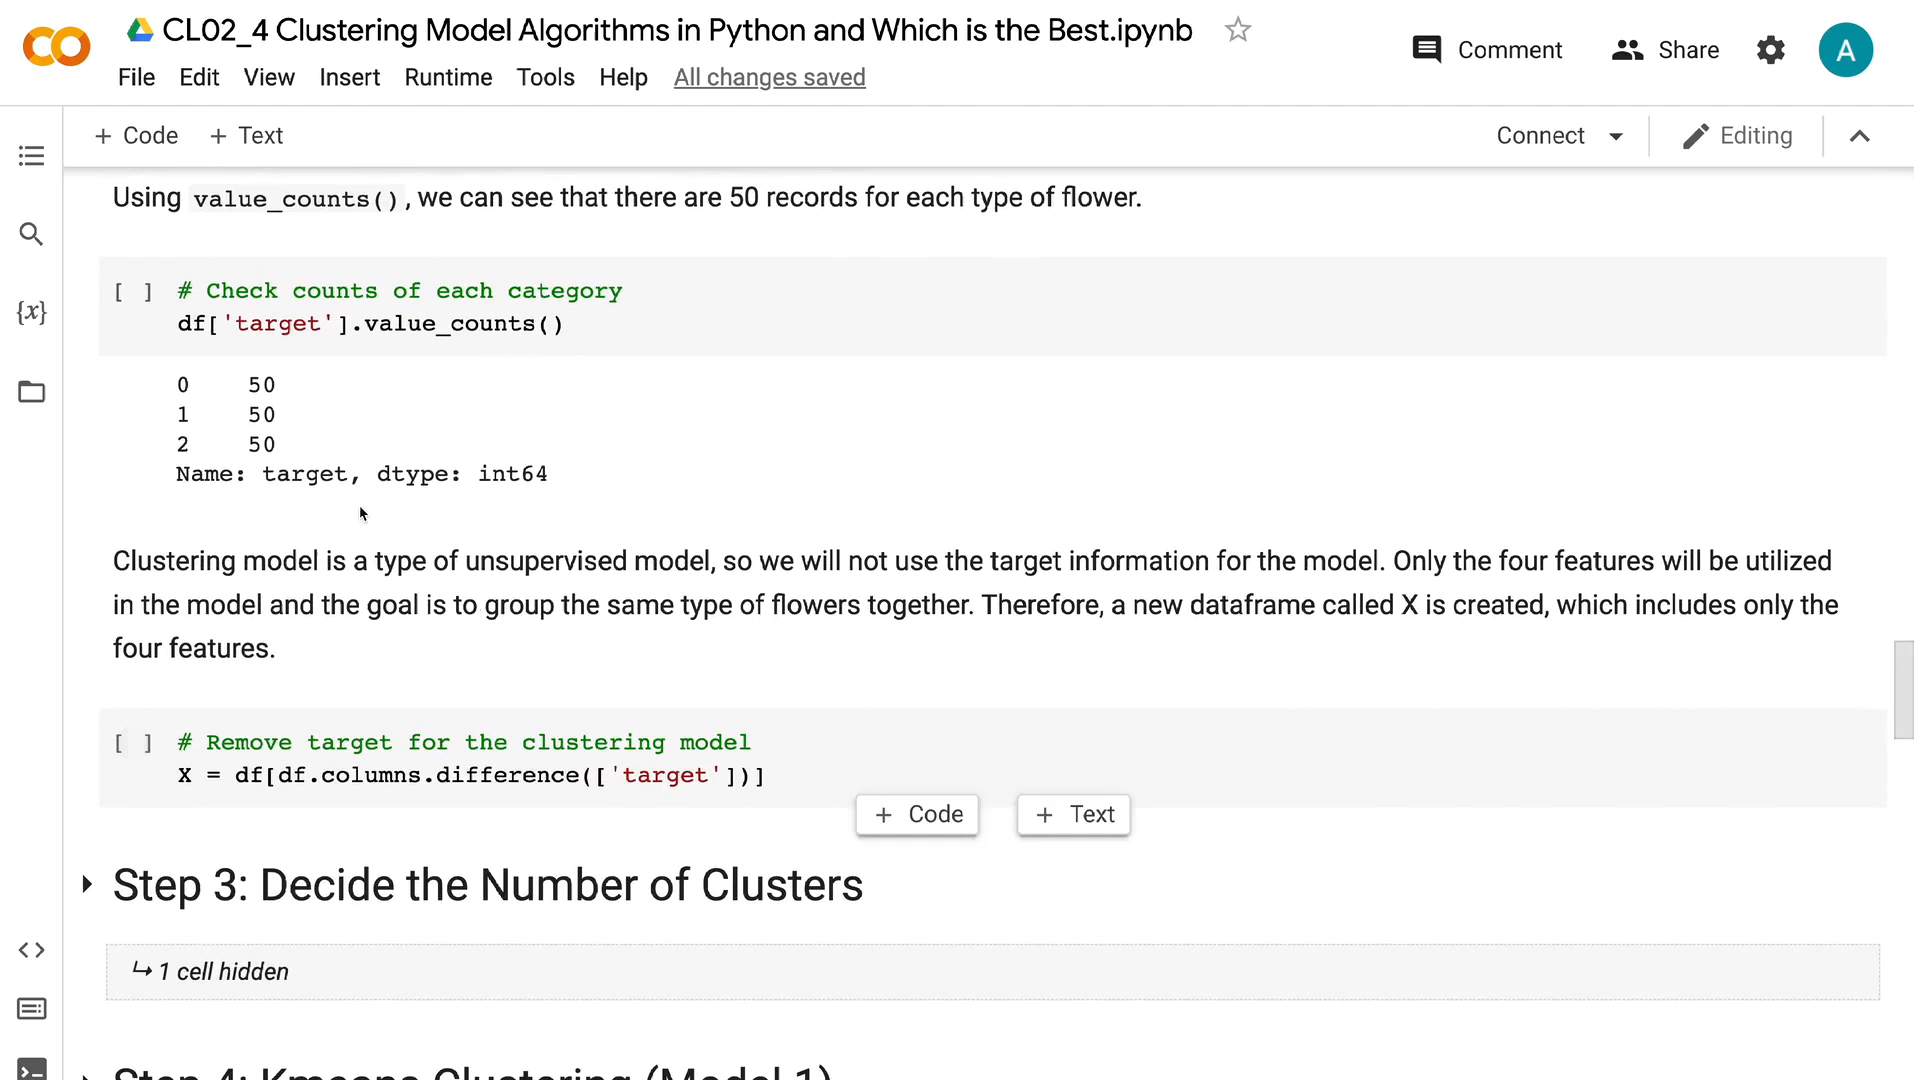 CL02_4 Clustering Model Algorithms in Python and Which is the Best.ipynb
Comment
Share
A
File Edit View Insert Runtime Tools Help All changes saved
+ Code + Text
Connect
Editing
Using value_counts(), we can see that there are 50 records for each type of flower.
{x}
[ ] # Check counts of each category
df['target'].value_counts()
0 50
1 50
2 50
Name: target, dtype: int64
Clustering model is a type of unsupervised model, so we will not use the target information for the model. Only the four features will be utilized
in the model and the goal is to group the same type of flowers together. Therefore, a new dataframe called X is created, which includes only the
four features.
[ ] # Remove target for the clustering model
X = df[df.columns.difference(['target'])]
+ Code + Text
Step 3: Decide the Number of Clusters
1 cell hidden
Step 4: Kmeans Clustering (Model 1)